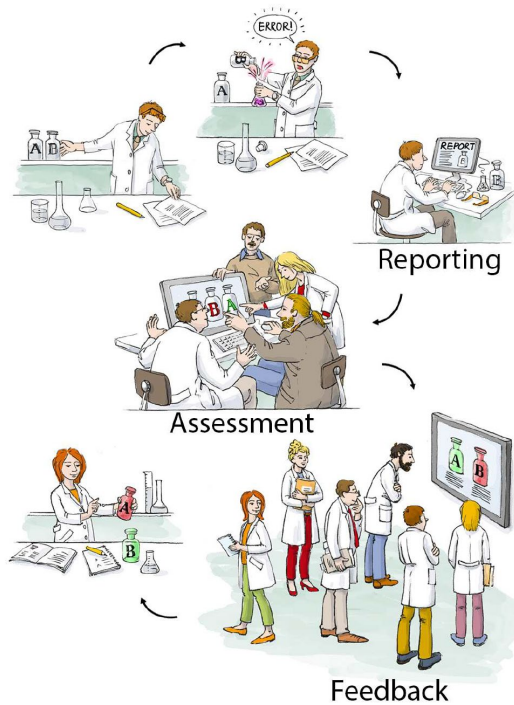 ERROR!
B
A
A B
REPORT
B
B
Reporting
B A
Assessment
A B
A
B
Feedback